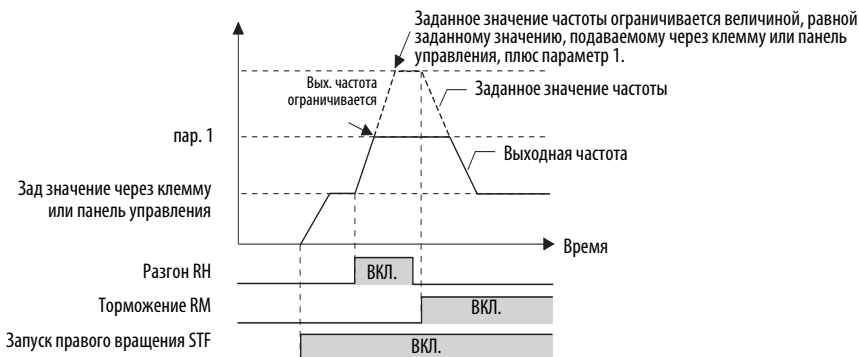 Заданное значение частоты ограничивается величиной, равной
заданному значению, подаваемому через клемму или панель
управления, плюс параметр 1.
Вых. частота
ограничивается
Заданное значение частоты
пар. 1
Выходная частота
Зад значение через клемму
или панель управления
Время
Разгон RH
ВКЛ.
Торможение RM
ВКЛ.
Запуск правого вращения STF
ВКЛ.